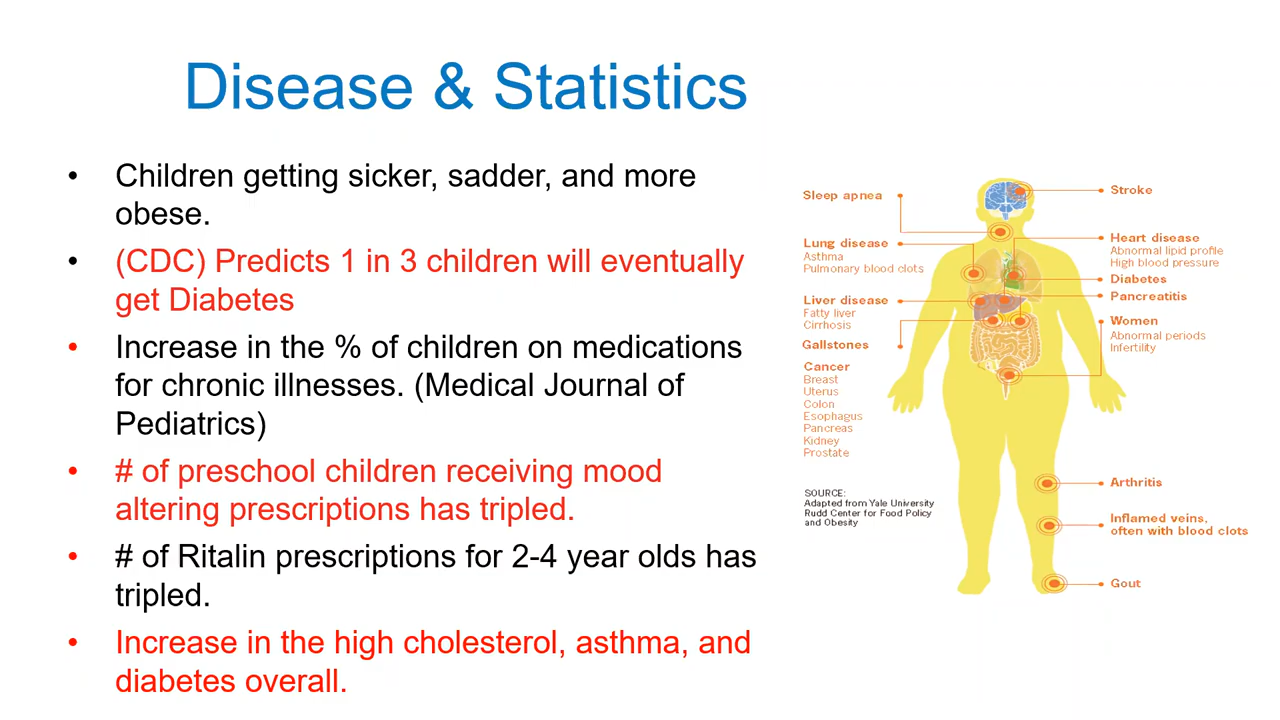 Disease & Statistics
• Children getting sicker, sadder, and more
obese.
• (CDC) Predicts 1 in 3 children will eventually
get Diabetes
• Increase in the % of children on medications
for chronic illnesses. (Medical Journal of
Pediatrics)
• # of preschool children receiving mood
altering prescriptions has tripled.
• # of Ritalin prescriptions for 2-4 year olds has
tripled.
• Increase in the high cholesterol, asthma, and
diabetes overall.
Sleep apnea
Lung disease
Asthma
Pulmonary blood clots
Liver disease
Fatty liver
Cirrhosis
Gallstones
Cancer
Breast
Uterus
Colon
Esophagus
Pancreas
Kidney
Prostate
SOURCE:
Adapted from Yale University
Rudd Center for Food Policy
and Obesity
Stroke
Heart disease
Abnormal lipid profile
High blood pressure
Diabetes
Pancreatitis
Women
Abnormal periods
Infertility
Arthritis
Inflamed veins,
often with blood clots
Gout